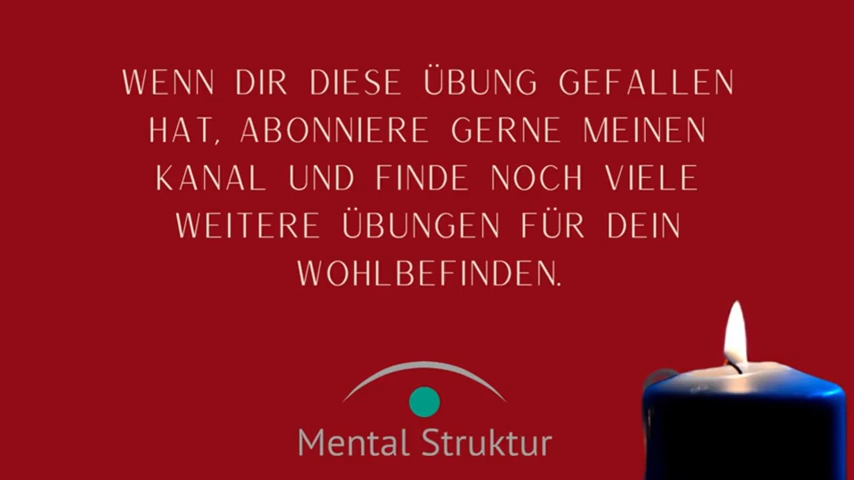 WENN DIR DIESE ÜBUNG GEFALLEN
HAT, ABONNIERE GERNE MEINEN
KANAL UND FINDE NOCH VIELE
WEITERE ÜBUNGEN FÜR DEIN
WOHLBEFINDEN.
Mental Struktur